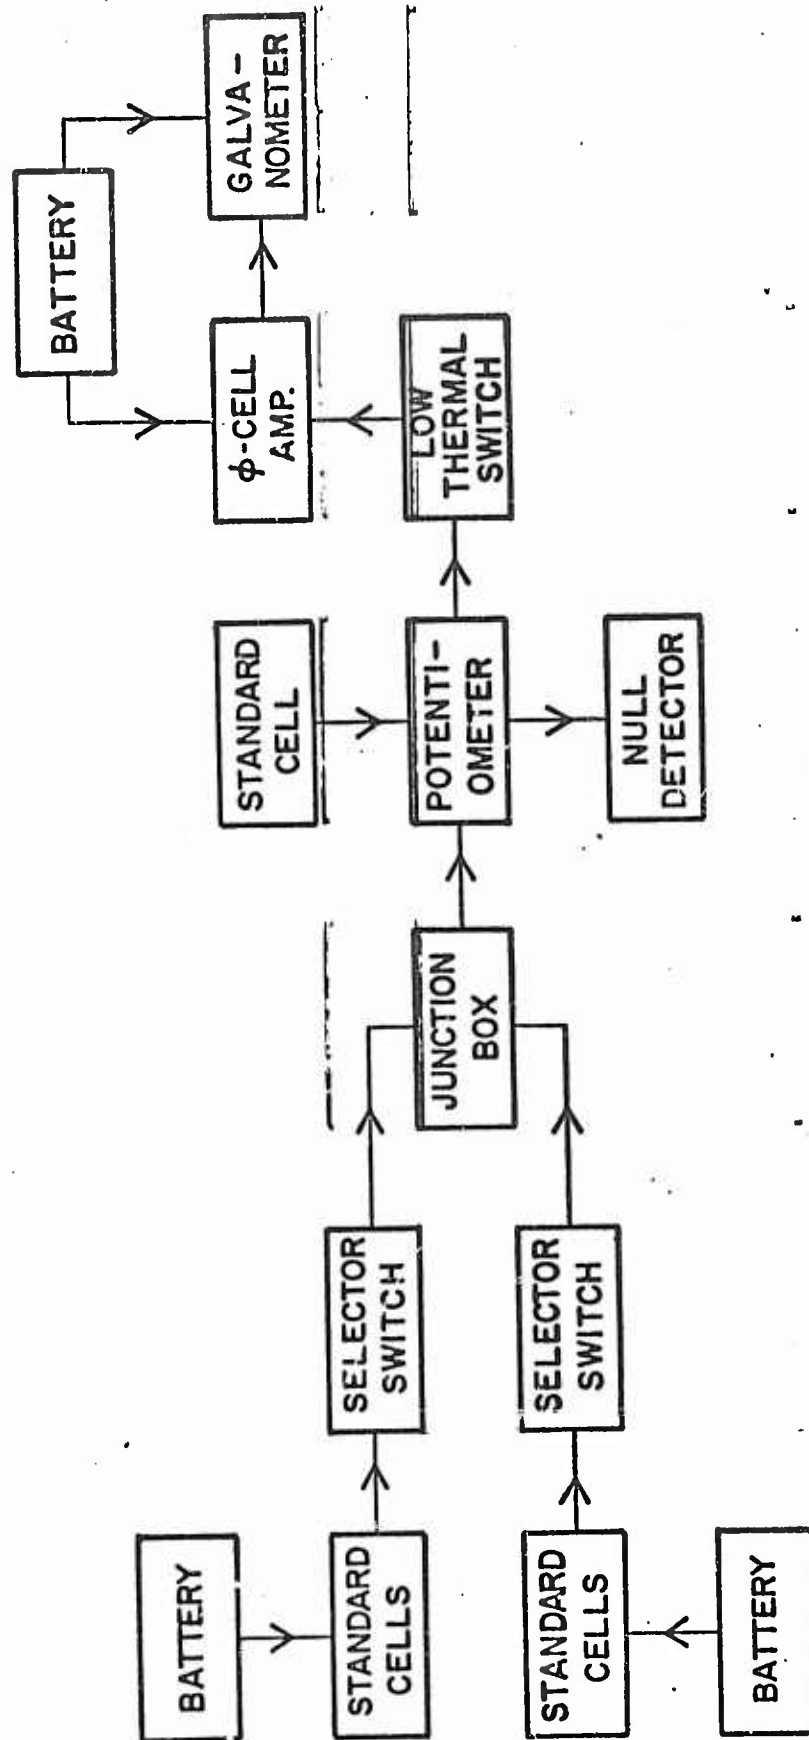 BATTERY
STANDARD
CELLS
SELECTOR
SWITCH
STANDARD
CELLS
BATTERY
SELECTOR
SWITCH
JUNCTION
BOX
STANDARD
CELL
POTENTI-
OMETER
NULL
DETECTOR
LOW
THERMAL
SWITCH
ϕ-CELL
AMP.
BATTERY
GALVA-
NOMETER